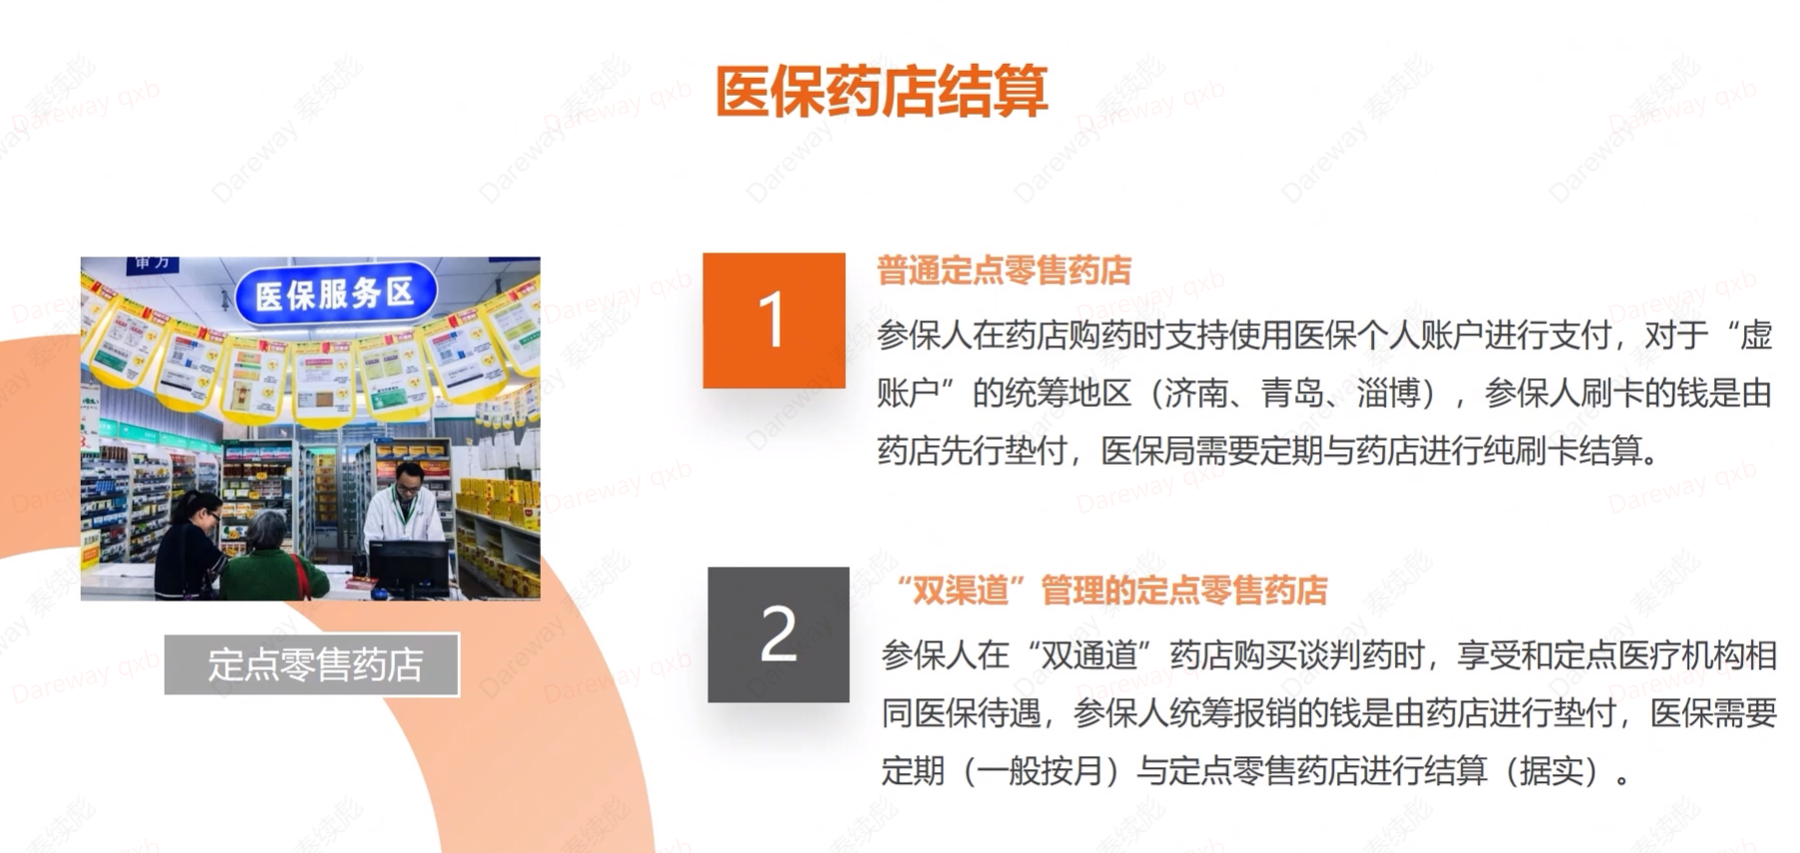 医保药店结算
审方
医保服务区
定点零售药店
1
普通定点零售药店
参保人在药店购药时支持使用医保个人账户进行支付，对于“虚
账户”的统筹地区（济南、青岛、淄博），参保人刷卡的钱是由
药店先行垫付，医保局需要定期与药店进行纯刷卡结算。
2
“双渠道”管理的定点零售药店
参保人在“双通道”药店购买谈判药时，享受和定点医疗机构相
同医保待遇，参保人统筹报销的钱是由药店进行垫付，医保需要
定期（一般按月）与定点零售药店进行结算（据实）。
Dareway 秦续彪
Dareway qxb